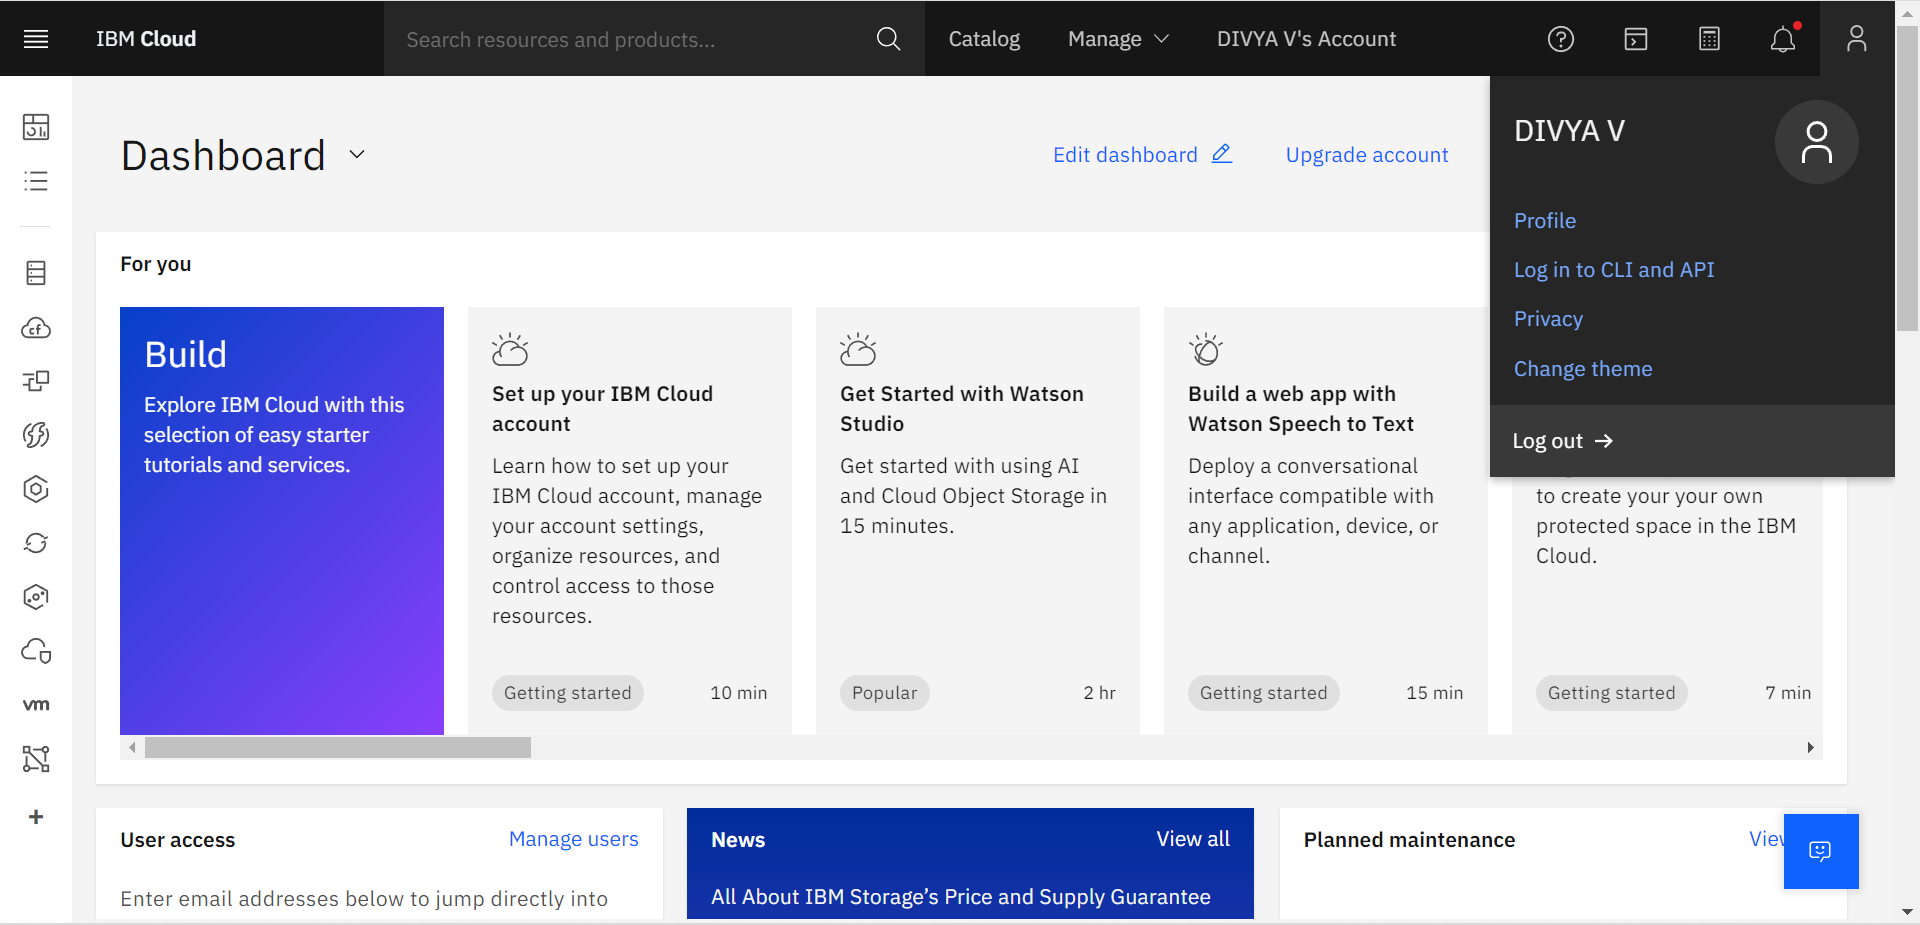 IBM Cloud
Search resources and products...
Catalog
Manage
DIVYA V's Account
DIVYA V
Profile
Log in to CLI and API
Privacy
Change theme
Log out →
Dashboard
Edit dashboard
Upgrade account
For you
Build
Explore IBM Cloud with this
selection of easy starter
tutorials and services.
Set up your IBM Cloud
account
Learn how to set up your
IBM Cloud account, manage
your account settings,
organize resources, and
control access to those
resources.
Getting started
10 min
Get Started with Watson
Studio
Get started with using AI
and Cloud Object Storage in
15 minutes.
Popular
2 hr
Build a web app with
Watson Speech to Text
Deploy a conversational
interface compatible with
any application, device, or
channel.
Getting started
15 min
to create your your own
protected space in the IBM
Cloud.
Getting started
7 min
cf
vm
User access
Manage users
Enter email addresses below to jump directly into
News
View all
All About IBM Storage’s Price and Supply Guarantee
Planned maintenance